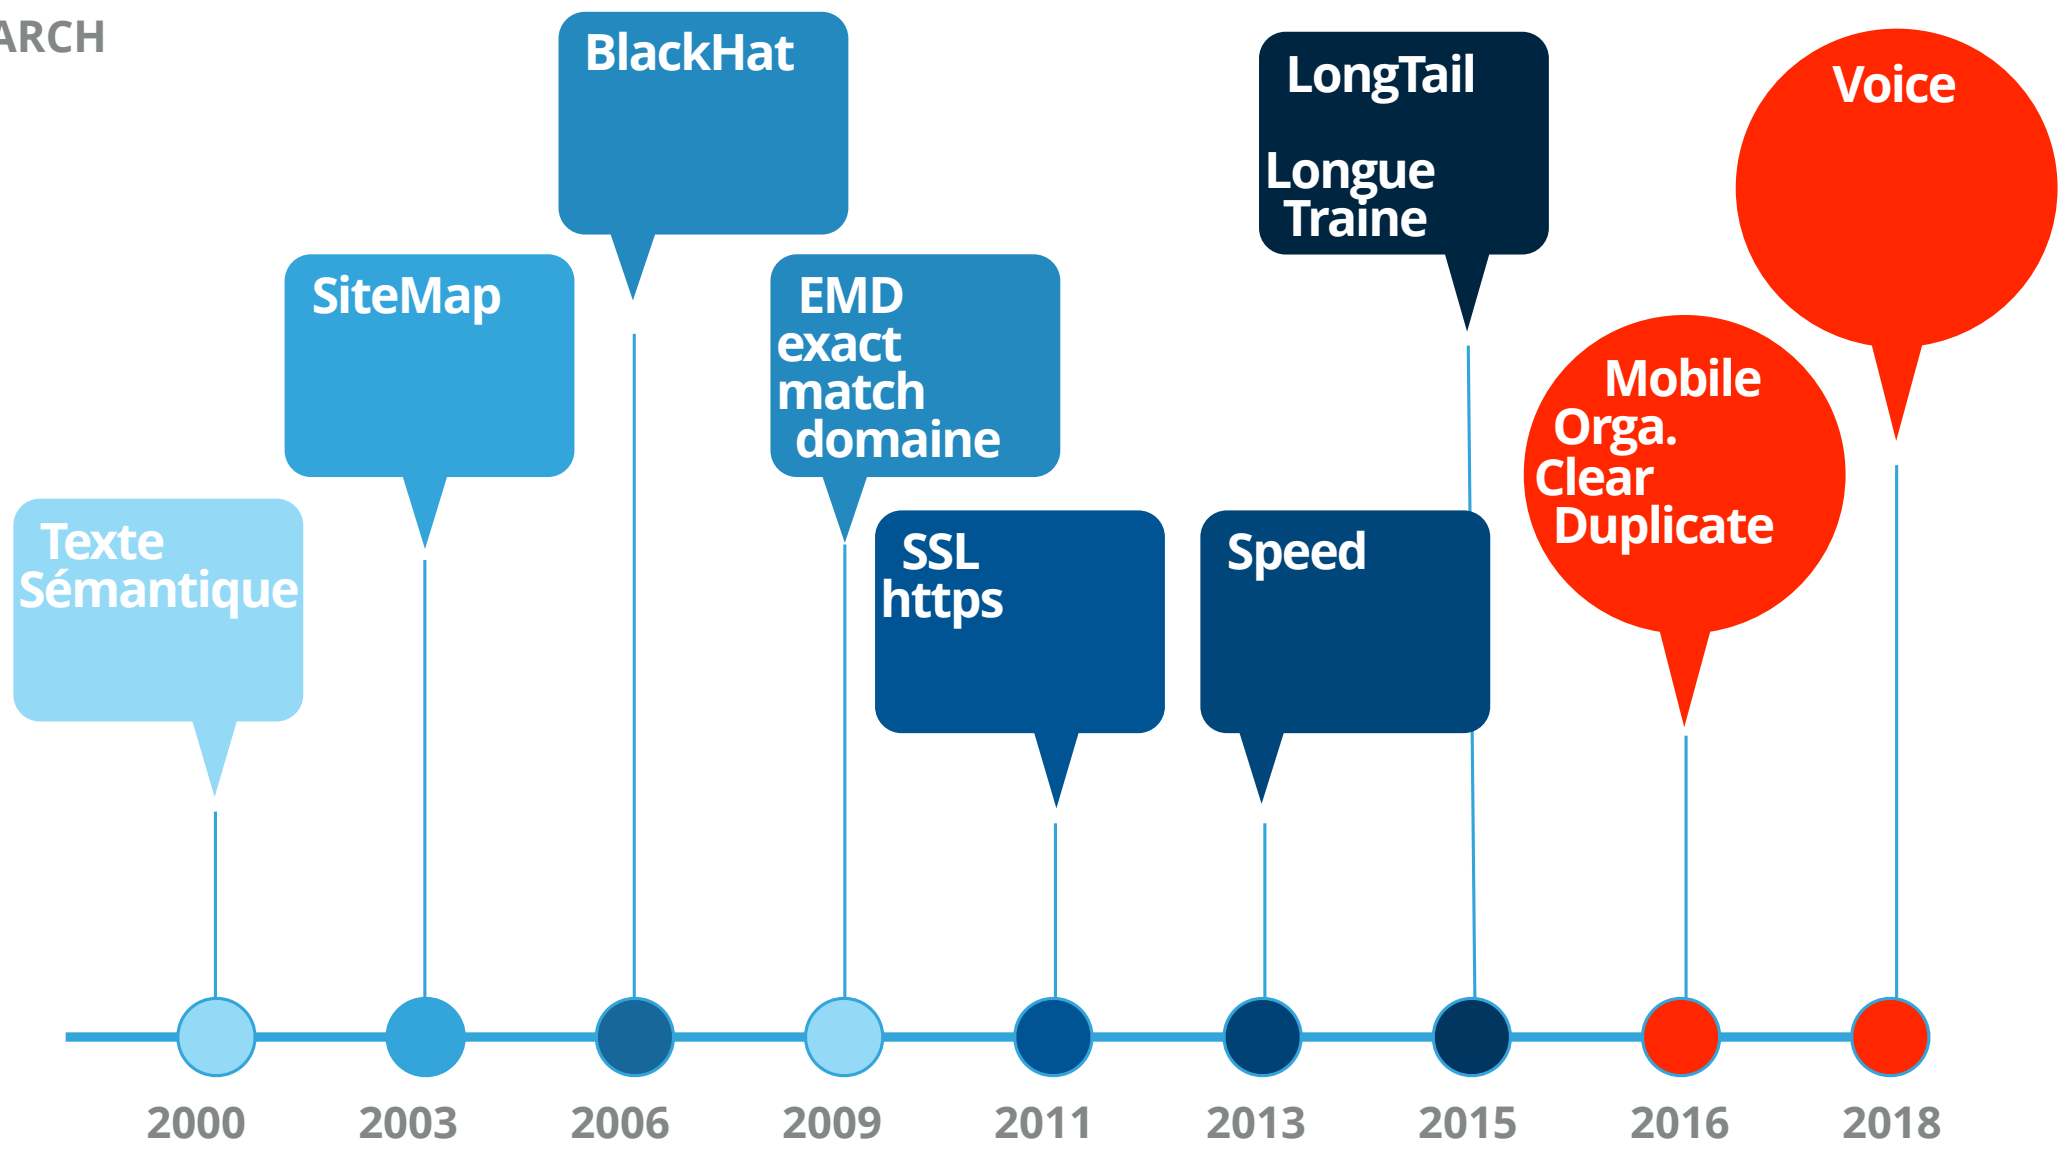 ARCH
BlackHat
LongTail
Longue
Traine
Voice
SiteMap
EMD
exact
match
domaine
Mobile
Orga.
Clear
Duplicate
Texte
Sémantique
SSL
https
Speed
2000
2003
2006
2009
2011
2013
2015
2016
2018